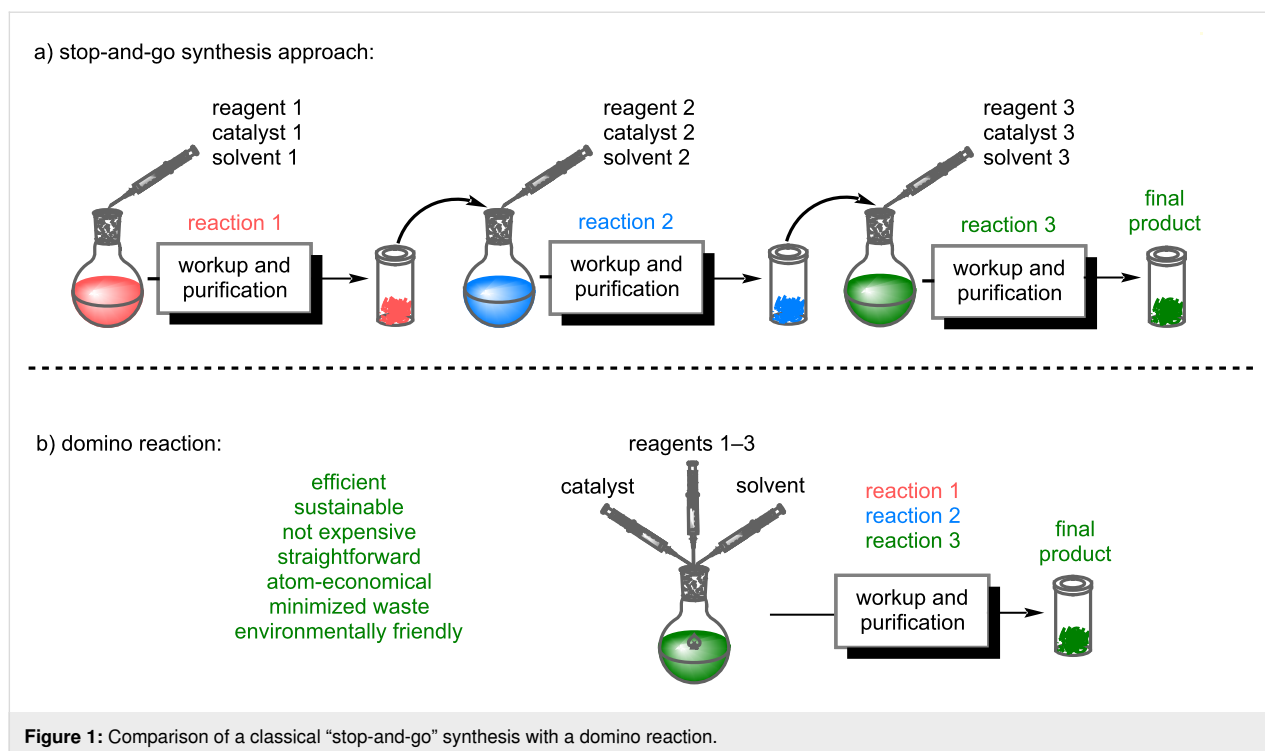 a) stop-and-go synthesis approach:
reagent 1
catalyst 1
solvent 1
reagent 2
catalyst 2
solvent 2
reagent 3
catalyst 3
solvent 3
reaction 1
workup and
purification
reaction 2
workup and
purification
reaction 3
workup and
purification
final
product
b) domino reaction:
efficient
sustainable
not expensive
straightforward
atom-economical
minimized waste
environmentally friendly
reagents 1–3
catalyst
solvent
reaction 1
reaction 2
reaction 3
workup and
purification
final
product
Figure 1: Comparison of a classical “stop-and-go” synthesis with a domino reaction.